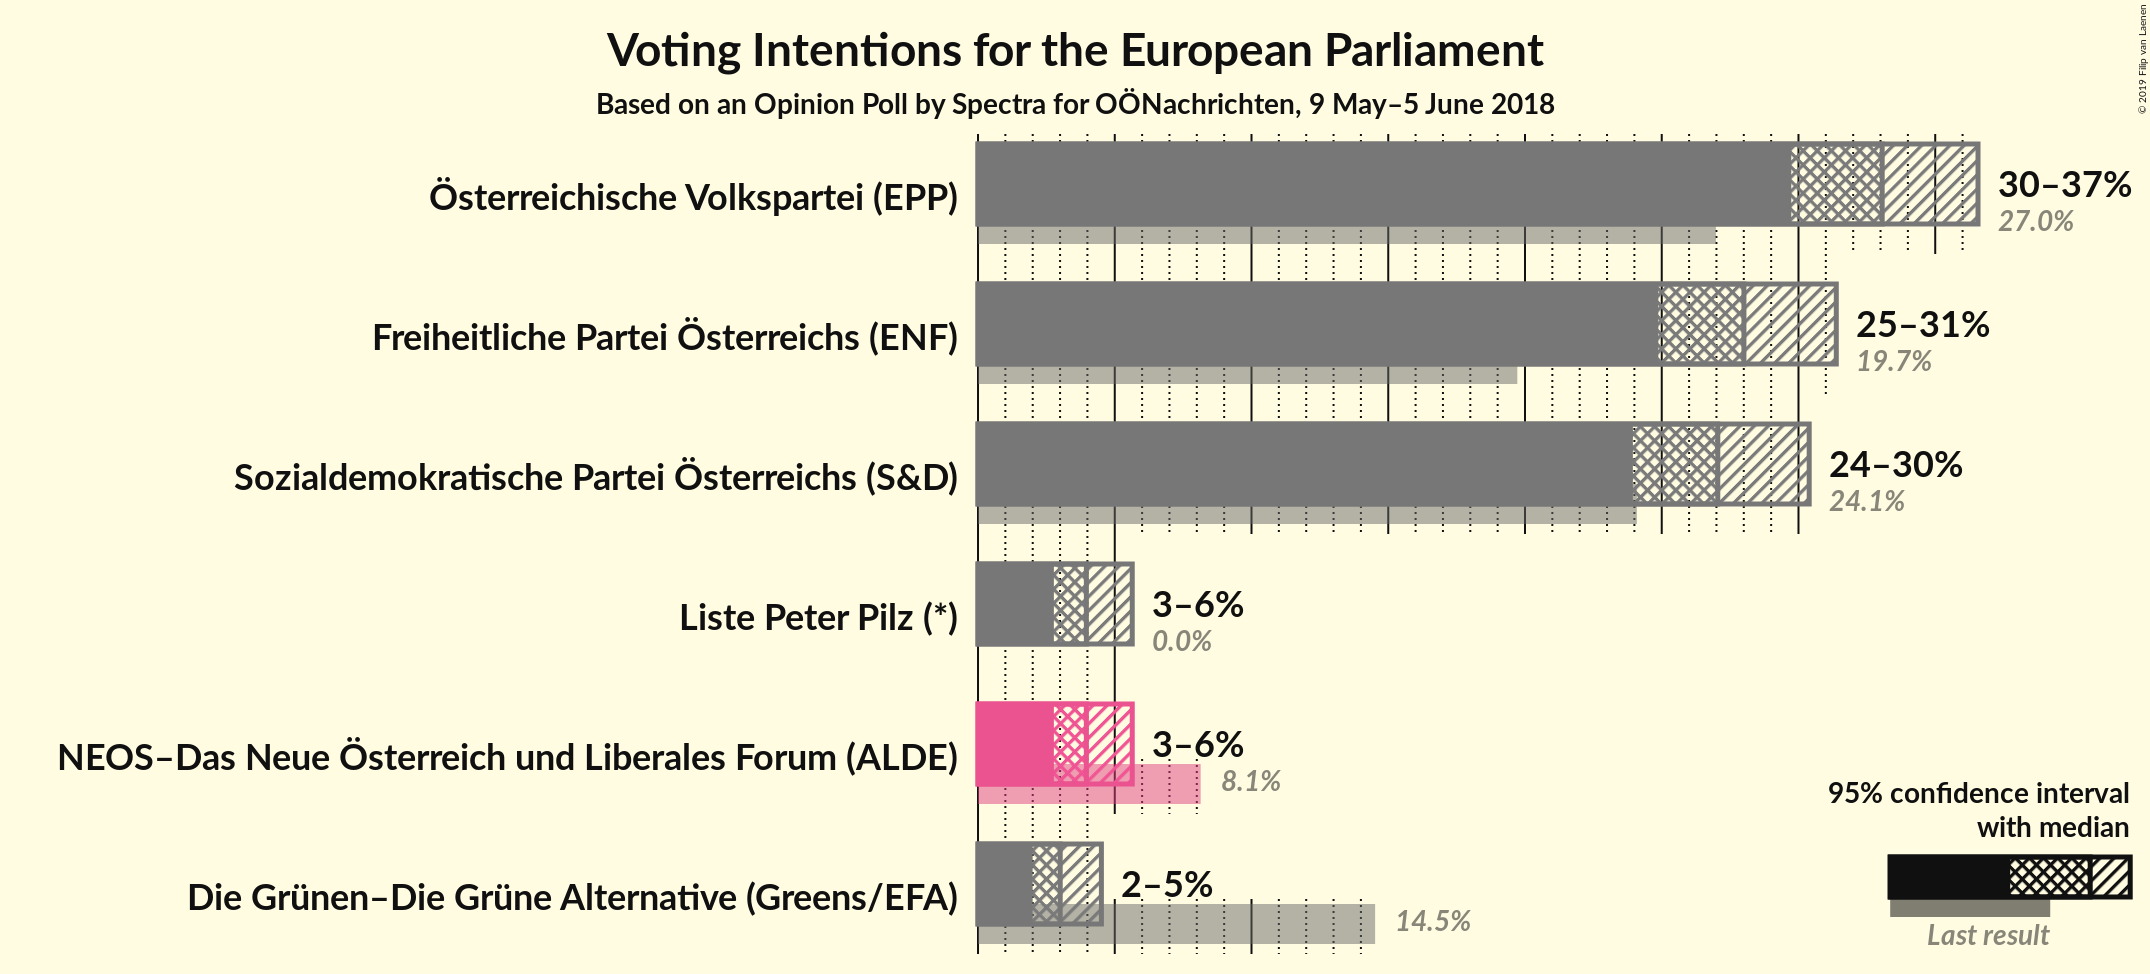 Voting Intentions for the European Parliament
Based on an Opinion Poll by Spectra for OÖNachrichten, 9 May–5 June 2018
© 2019 Filip van Laenen
Österreichische Volkspartei (EPP)
30–37%
27.0%
Freiheitliche Partei Österreichs (ENF)
25–31%
19.7%
Sozialdemokratische Partei Österreichs (S&D)
24–30%
24.1%
Liste Peter Pilz (*)
3–6%
0.0%
NEOS–Das Neue Österreich und Liberales Forum (ALDE)
3–6%
8.1%
Die Grünen–Die Grüne Alternative (Greens/EFA)
2–5%
14.5%
95% confidence interval
with median
Last result